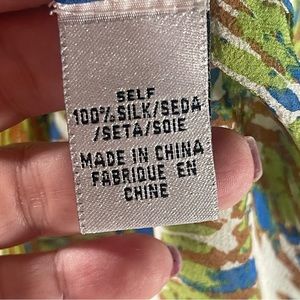 SELF
100% SILK/SEDA
/SETA/SOIE
MADE IN CHINA
FABRIQUE EN
CHINE